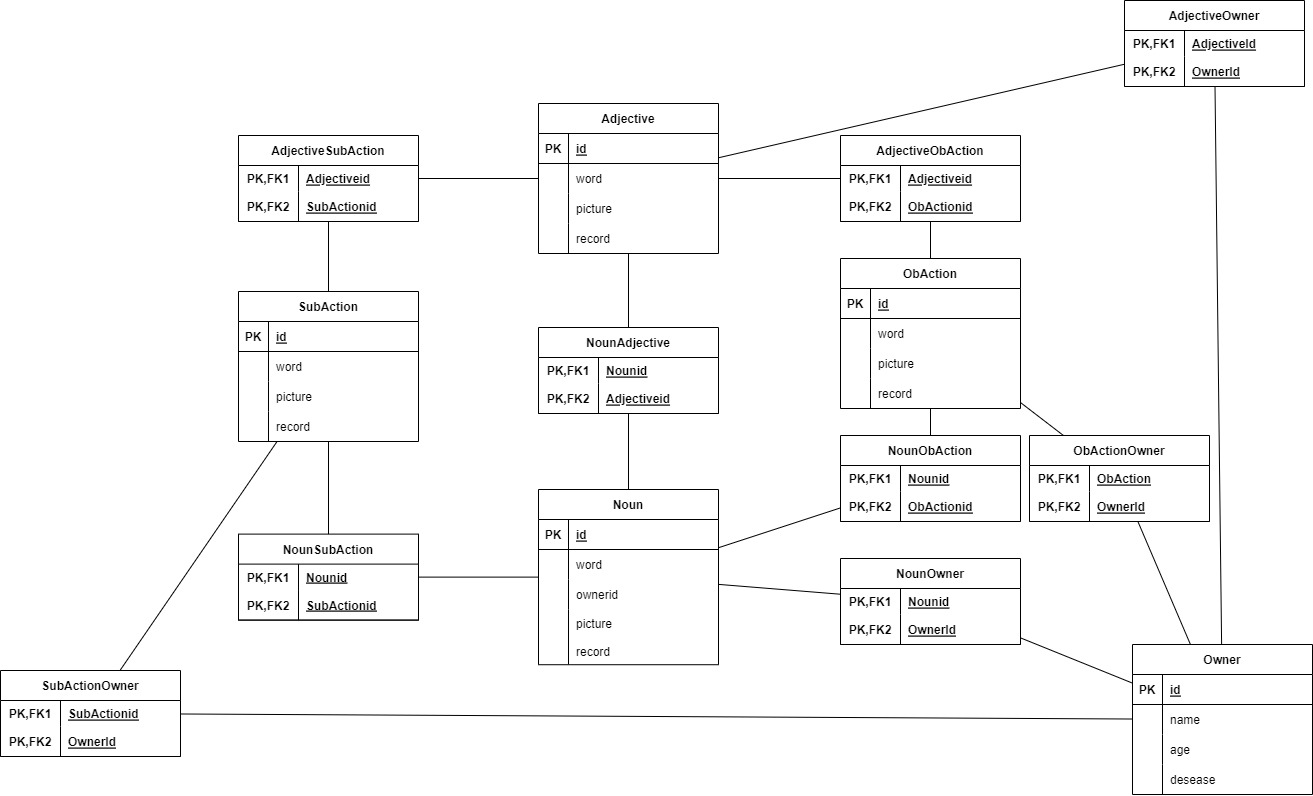 AdjectiveOwner
PK,FK1 AdjectiveId
PK,FK2 OwnerId
Adjective
PK id
word
picture
record
AdjectiveSubAction
PK,FK1 Adjectiveid
PK,FK2 SubActionid
AdjectiveObAction
PK,FK1 Adjectiveid
PK,FK2 ObActionid
ObAction
PK id
word
picture
record
SubAction
PK id
word
picture
record
NounAdjective
PK,FK1 Nounid
PK,FK2 Adjectiveid
NounObAction
PK,FK1 Nounid
PK,FK2 ObActionid
ObActionOwner
PK,FK1 ObAction
PK,FK2 OwnerId
Noun
PK id
word
ownerid
picture
record
NounSubAction
PK,FK1 Nounid
PK,FK2 SubActionid
NounOwner
PK,FK1 Nounid
PK,FK2 OwnerId
Owner
PK id
name
age
desease
SubActionOwner
PK,FK1 SubActionid
PK,FK2 OwnerId